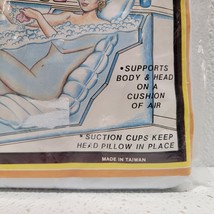 •SUPPORTS
BODY & HEAD
ON A
CUSHION
OF AIR
•SUCTION CUPS KEEP
HEAD PILLOW IN PLACE
MADE IN TAIWAN